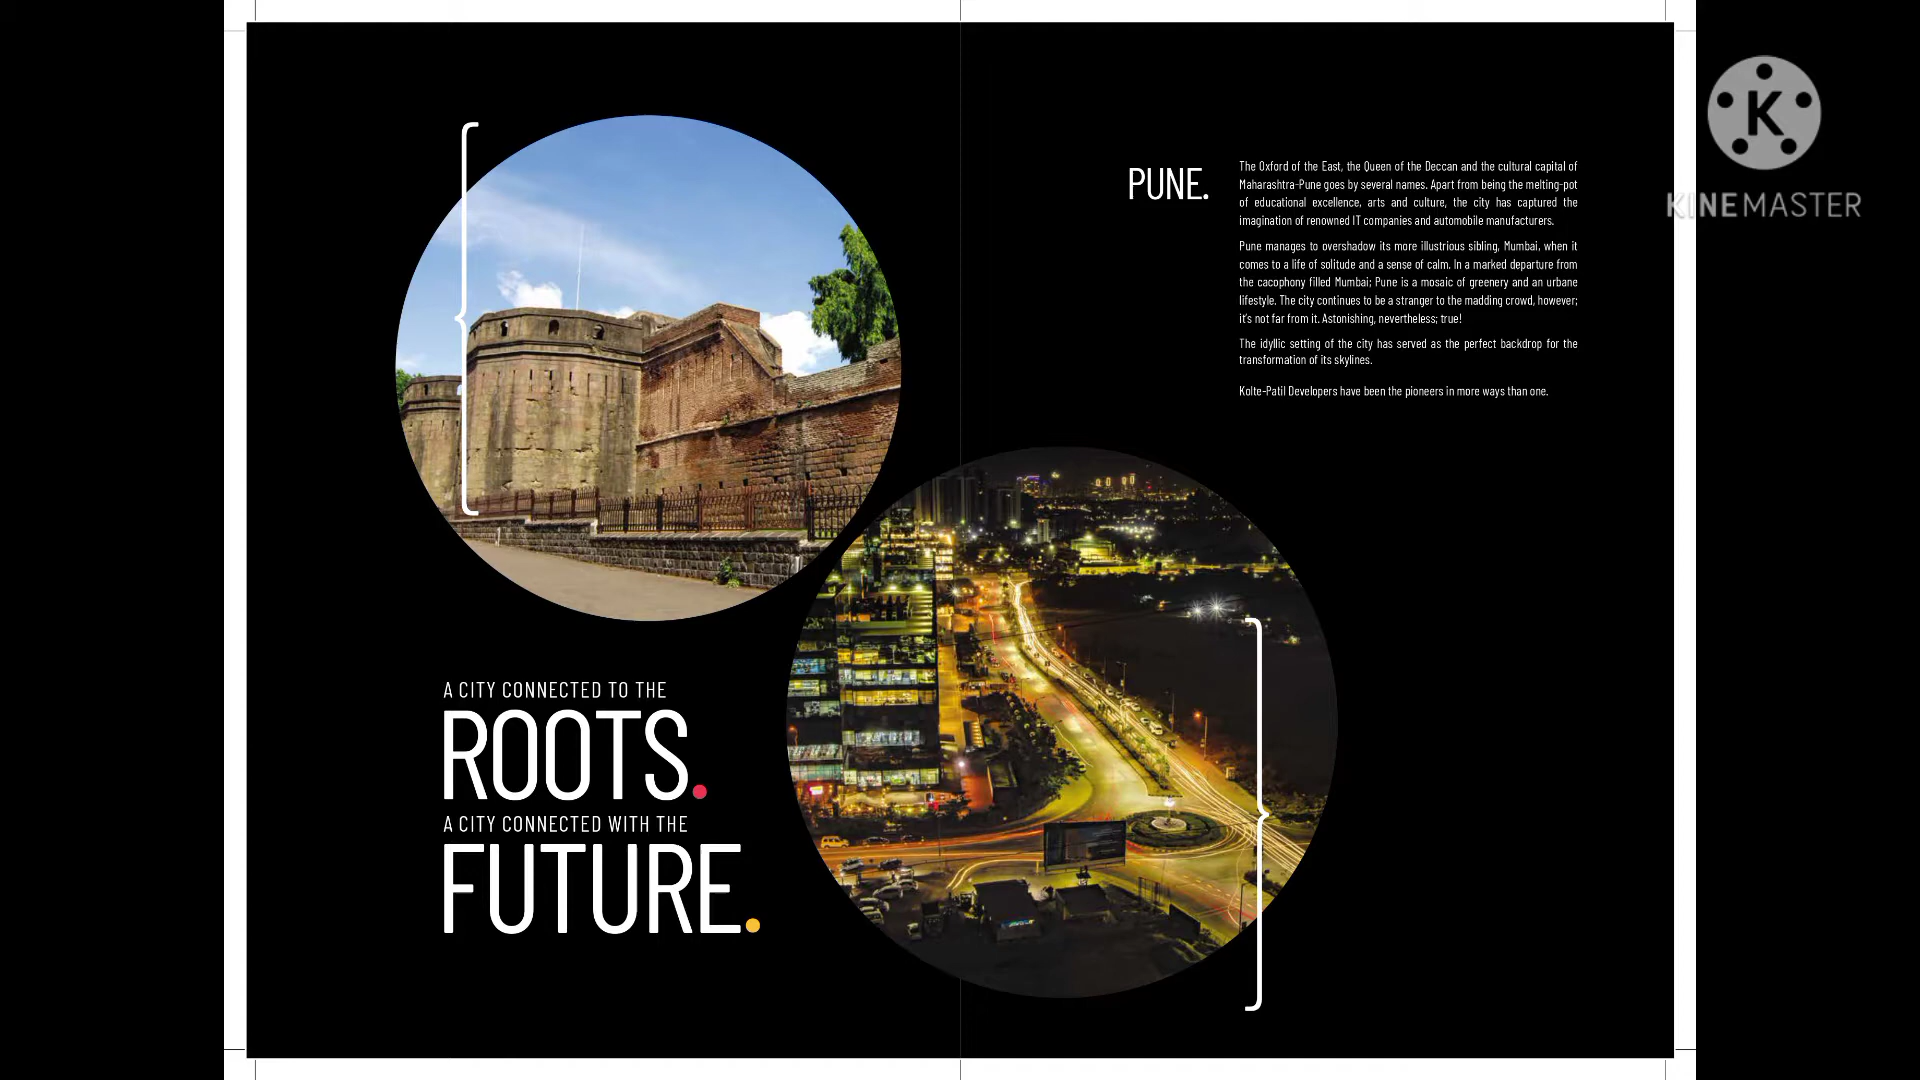 PUNE.
The Oxford of the East, the Queen of the Deccan and the cultural capital of
Maharashtra-Pune goes by several names. Apart from being the melting-pot
of educational excellence, arts and culture, the city has captured the
imagination of renowned IT companies and automobile manufacturers.
Pune manages to overshadow its more illustrious sibling, Mumbai, when it
comes to a life of solitude and a sense of calm. In a marked departure from
the cacophony filled Mumbai; Pune is a mosaic of greenery and an urbane
lifestyle. The city continues to be a stranger to the madding crowd, however;
it's not far from it. Astonishing, nevertheless; true!
The idyllic setting of the city has served as the perfect backdrop for the
transformation of its skylines.
Kolte-Patil Developers have been the pioneers in more ways than one.
A CITY CONNECTED TO THE
ROOTS.
A CITY CONNECTED WITH THE
FUTURE.
K
KINEMASTER